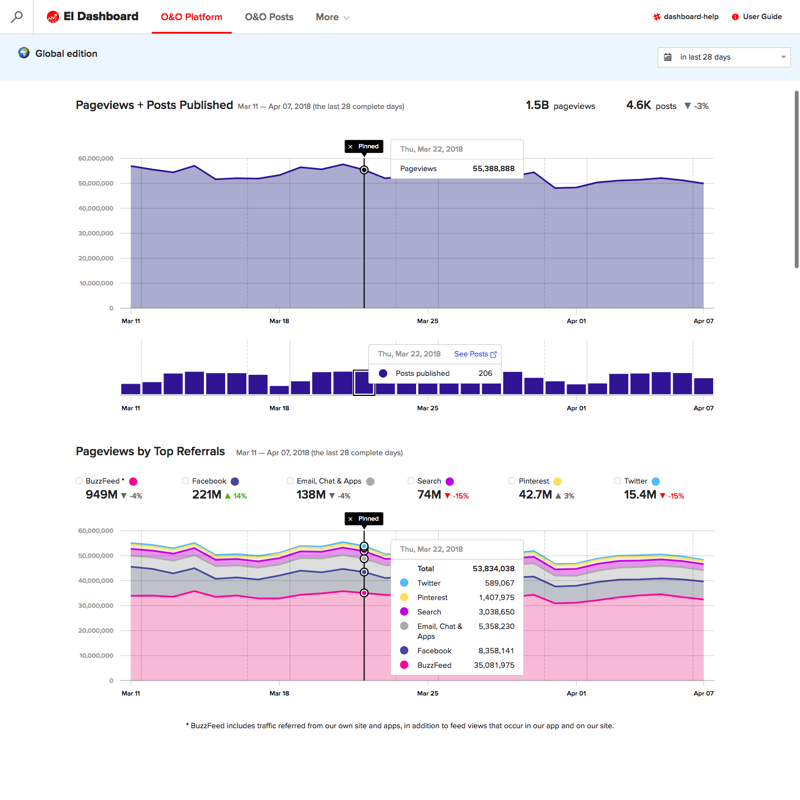 EI Dashboard O&O Platform O&O Posts More dashboard-help User Guide
Global edition in last 28 days
Pageviews + Posts Published Mar 11 — Apr 07, 2018 (the last 28 complete days) 1.5B pageviews 4.6K posts ▼ -3%
× Pinned
Thu, Mar 22, 2018
Pageviews 55,388,888
60,000,000
50,000,000
40,000,000
30,000,000
20,000,000
10,000,000
0
Mar 11 Mar 18 Mar 25 Apr 01 Apr 07
Thu, Mar 22, 2018 See Posts
Posts published 206
Mar 11 Mar 18 Mar 25 Apr 01 Apr 07
Pageviews by Top Referrals Mar 11 — Apr 07, 2018 (the last 28 complete days)
BuzzFeed * Facebook Email, Chat & Apps Search Pinterest Twitter
949M ▼ -4% 221M ▲ 14% 138M ▼ -4% 74M ▼ -15% 42.7M ▲ 3% 15.4M ▼ -15%
× Pinned
60,000,000
50,000,000
40,000,000
30,000,000
20,000,000
10,000,000
0
Thu, Mar 22, 2018
Total 53,834,038
Twitter 589,067
Pinterest 1,407,975
Search 3,038,650
Email, Chat & 5,358,230
Apps
Facebook 8,358,141
BuzzFeed 35,081,975
Mar 11 Mar 18 Mar 25 Apr 01 Apr 07
* BuzzFeed includes traffic referred from our own site and apps, in addition to feed views that occur in our app and on our site.